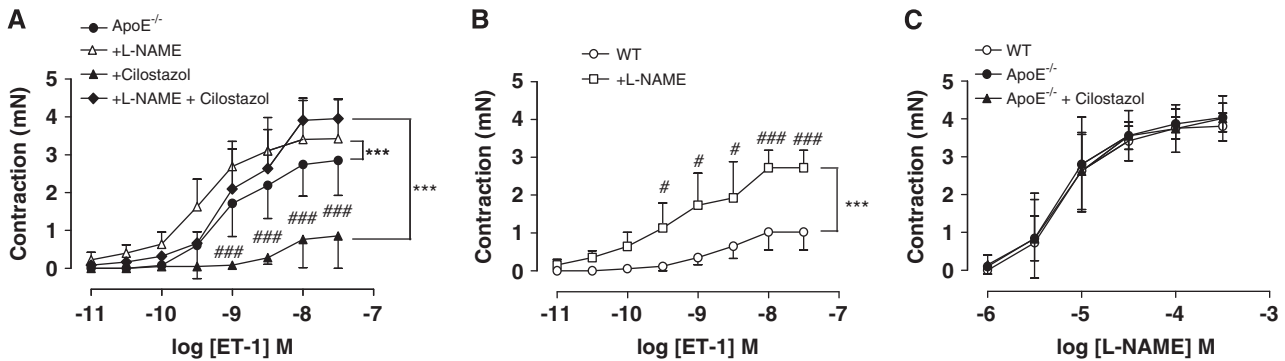 A
ApoE-/-
+L-NAME
+Cilostazol
+L-NAME + Cilostazol
Contraction (mN)
5
4
3
2
1
0
***
***
###
###
###
###
-11
-10
-9
-8
-7
log [ET-1] M
B
WT
+L-NAME
Contraction (mN)
5
4
3
2
1
0
#
#
#
###
###
***
-11
-10
-9
-8
-7
log [ET-1] M
C
WT
ApoE-/-
ApoE-/- + Cilostazol
Contraction (mN)
5
4
3
2
1
0
-6
-5
-4
-3
log [L-NAME] M